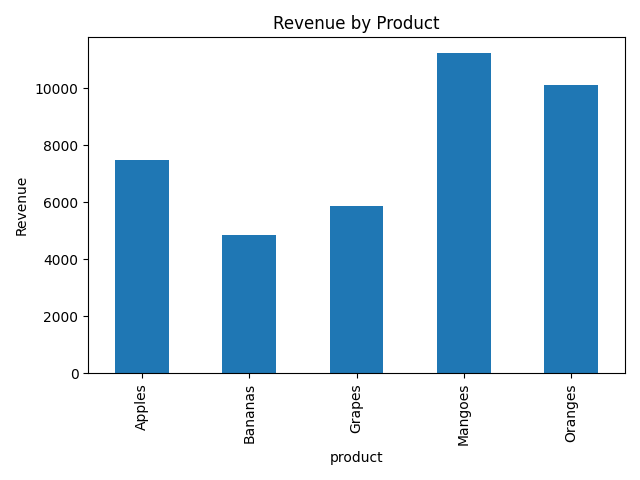 Revenue by Product
Revenue
10000
8000
6000
4000
2000
0
Apples
Bananas
Grapes
Mangoes
Oranges
product